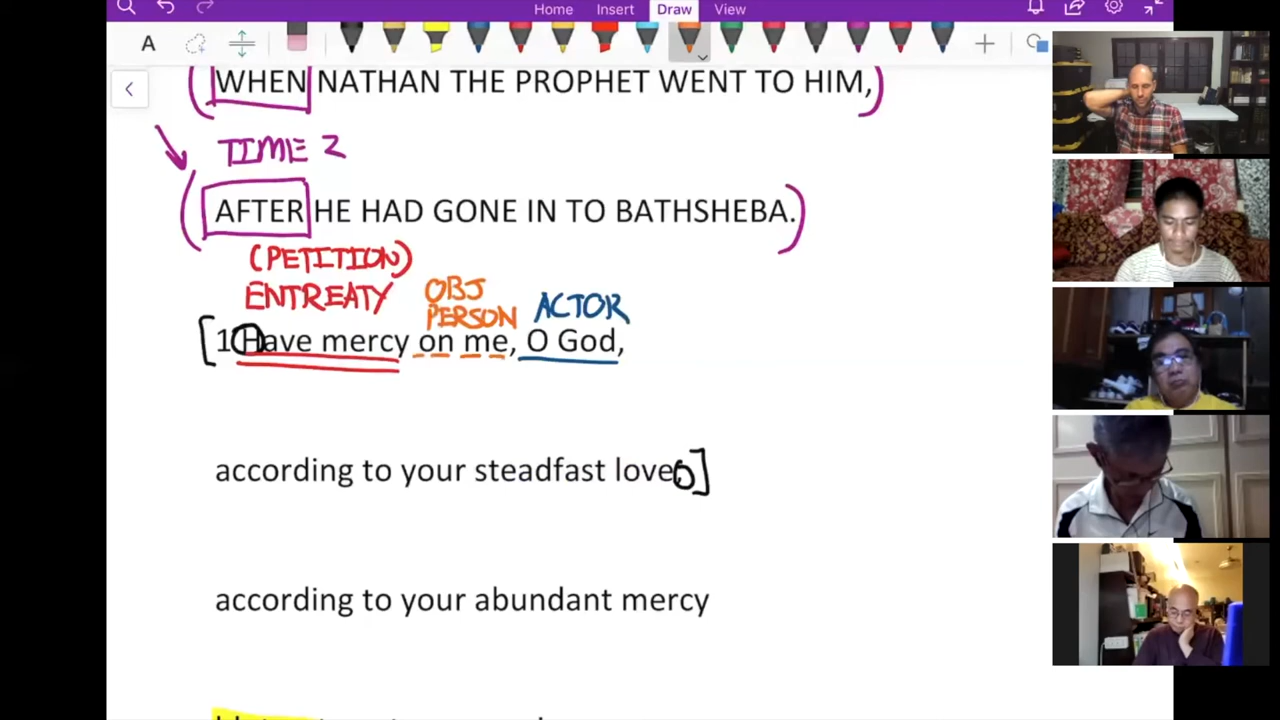 Home Insert Draw View
A
(WHEN NATHAN THE PROPHET WENT TO HIM,)
TIME 2
(AFTER HE HAD GONE IN TO BATHSHEBA.)
(PETITION)
ENTREATY OBJ PERSON ACTOR
[1 Have mercy on me, O God,
according to your steadfast love;]
according to your abundant mercy